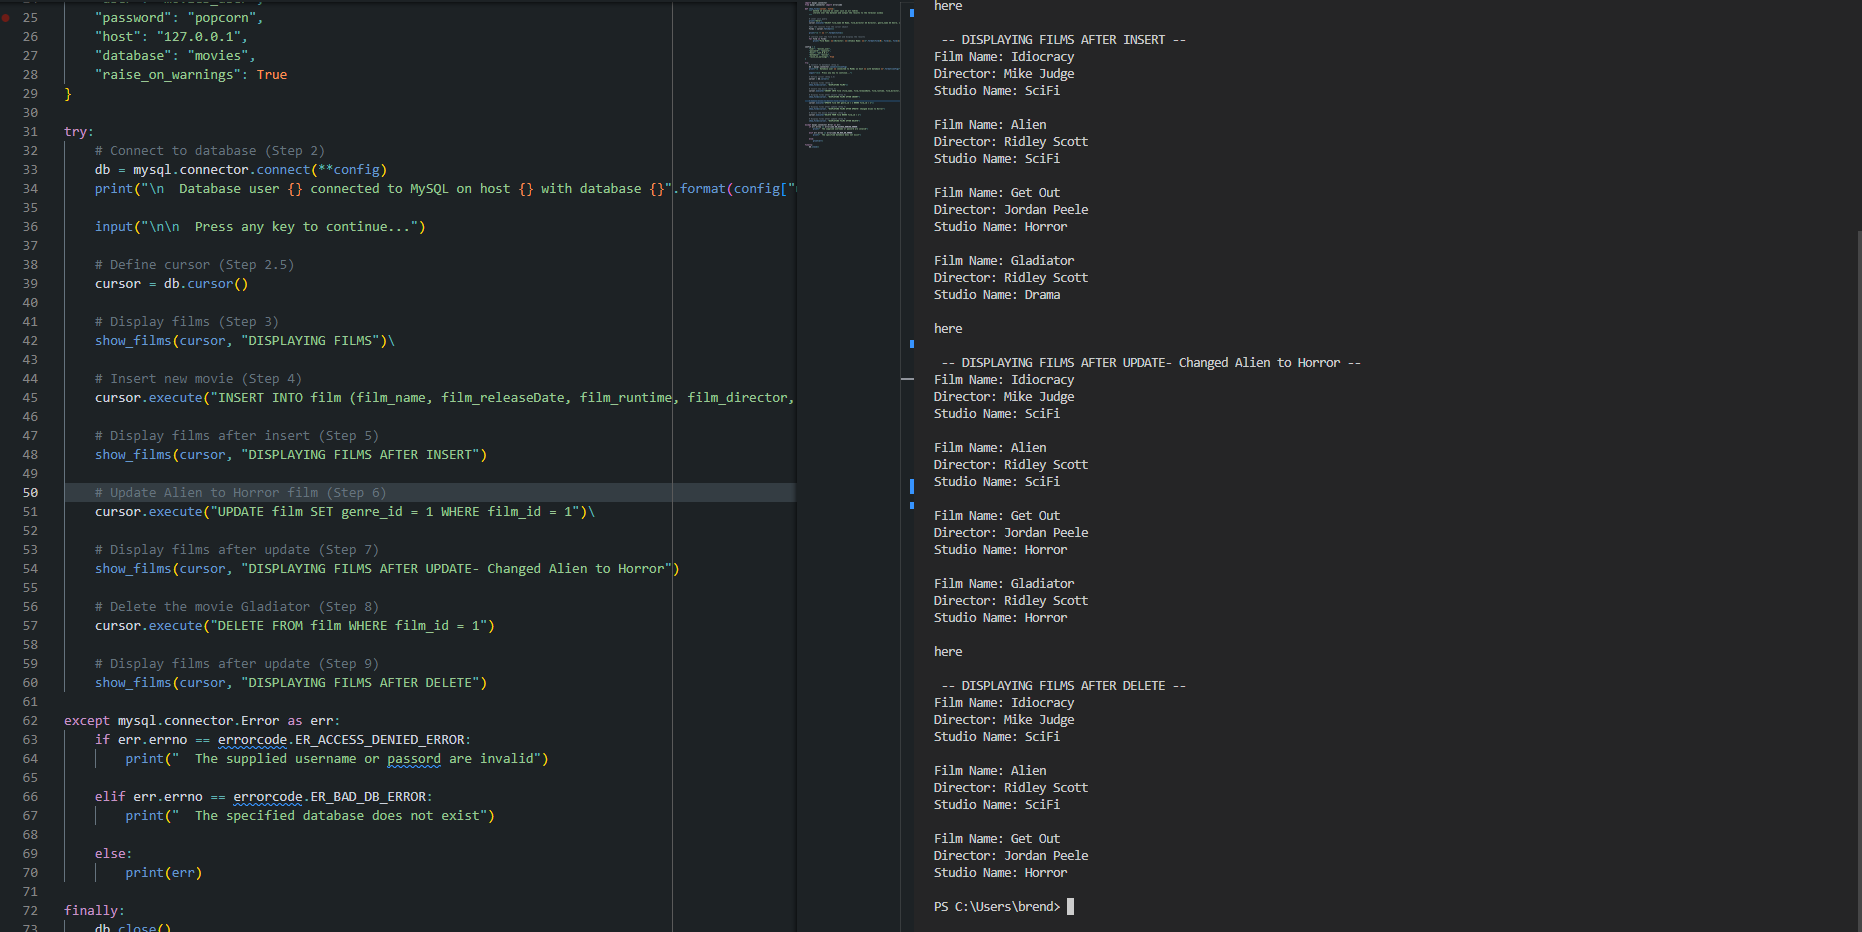 25 "password": "popcorn",
26 "host": "127.0.0.1",
27 "database": "movies",
28 "raise_on_warnings": True
29 }
30
31 try:
32 # Connect to database (Step 2)
33 db = mysql.connector.connect(**config)
34 print("\n  Database user {} connected to MySQL on host {} with database {}".format(config["
35
36 input("\n\n  Press any key to continue...")
37
38 # Define cursor (Step 2.5)
39 cursor = db.cursor()
40
41 # Display films (Step 3)
42 show_films(cursor, "DISPLAYING FILMS")\
43
44 # Insert new movie (Step 4)
45 cursor.execute("INSERT INTO film (film_name, film_releaseDate, film_runtime, film_director,
46
47 # Display films after insert (Step 5)
48 show_films(cursor, "DISPLAYING FILMS AFTER INSERT")
49
50 # Update Alien to Horror film (Step 6)
51 cursor.execute("UPDATE film SET genre_id = 1 WHERE film_id = 1")\
52
53 # Display films after update (Step 7)
54 show_films(cursor, "DISPLAYING FILMS AFTER UPDATE- Changed Alien to Horror")
55
56 # Delete the movie Gladiator (Step 8)
57 cursor.execute("DELETE FROM film WHERE film_id = 1")
58
59 # Display films after update (Step 9)
60 show_films(cursor, "DISPLAYING FILMS AFTER DELETE")
61
62 except mysql.connector.Error as err:
63 if err.errno == errorcode.ER_ACCESS_DENIED_ERROR:
64 print("  The supplied username or passord are invalid")
65
66 elif err.errno == errorcode.ER_BAD_DB_ERROR:
67 print("  The specified database does not exist")
68
69 else:
70 print(err)
71
72 finally:
73 db.close()
here
-- DISPLAYING FILMS AFTER INSERT --
Film Name: Idiocracy
Director: Mike Judge
Studio Name: SciFi
Film Name: Alien
Director: Ridley Scott
Studio Name: SciFi
Film Name: Get Out
Director: Jordan Peele
Studio Name: Horror
Film Name: Gladiator
Director: Ridley Scott
Studio Name: Drama
here
-- DISPLAYING FILMS AFTER UPDATE- Changed Alien to Horror --
Film Name: Idiocracy
Director: Mike Judge
Studio Name: SciFi
Film Name: Alien
Director: Ridley Scott
Studio Name: SciFi
Film Name: Get Out
Director: Jordan Peele
Studio Name: Horror
Film Name: Gladiator
Director: Ridley Scott
Studio Name: Horror
here
-- DISPLAYING FILMS AFTER DELETE --
Film Name: Idiocracy
Director: Mike Judge
Studio Name: SciFi
Film Name: Alien
Director: Ridley Scott
Studio Name: SciFi
Film Name: Get Out
Director: Jordan Peele
Studio Name: Horror
PS C:\Users\brend>